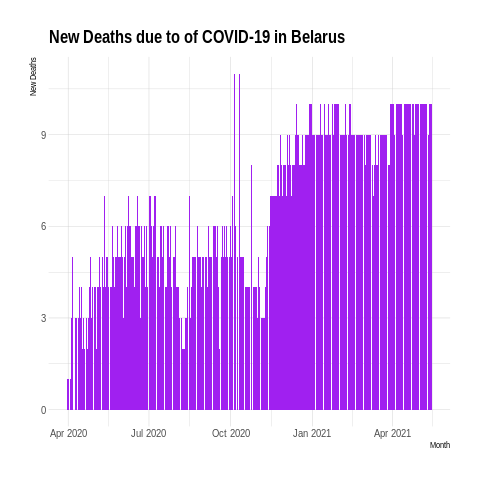 New Deaths due to of COVID-19 in Belarus
New Deaths
9
6
3
0
Apr 2020 Jul 2020 Oct 2020 Jan 2021 Apr 2021
Month